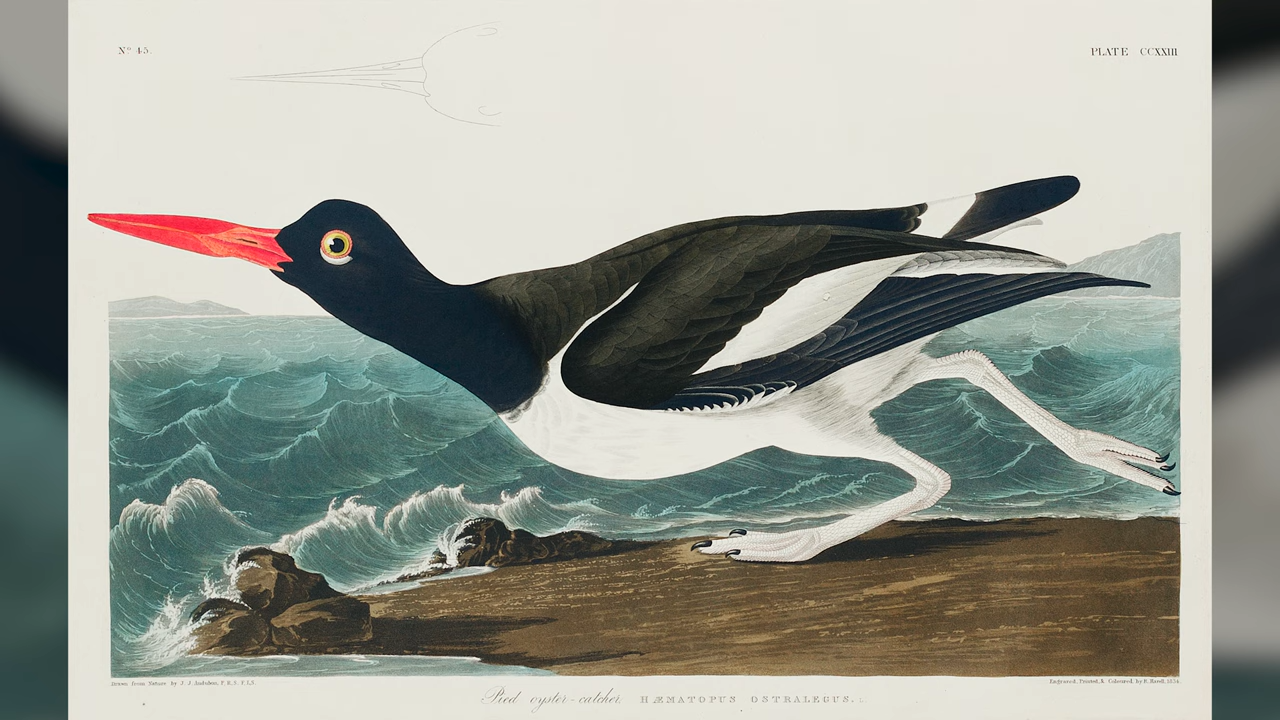 Nº 45.
PLATE CCXXIII
Drawn from Nature by J. J. Audubon, F.R.S. F.L.S.
Engraved, Printed, & Coloured, by R. Havell, 1834.
Pied oyster-catcher, HÆMATOPUS OSTRALEGUS.